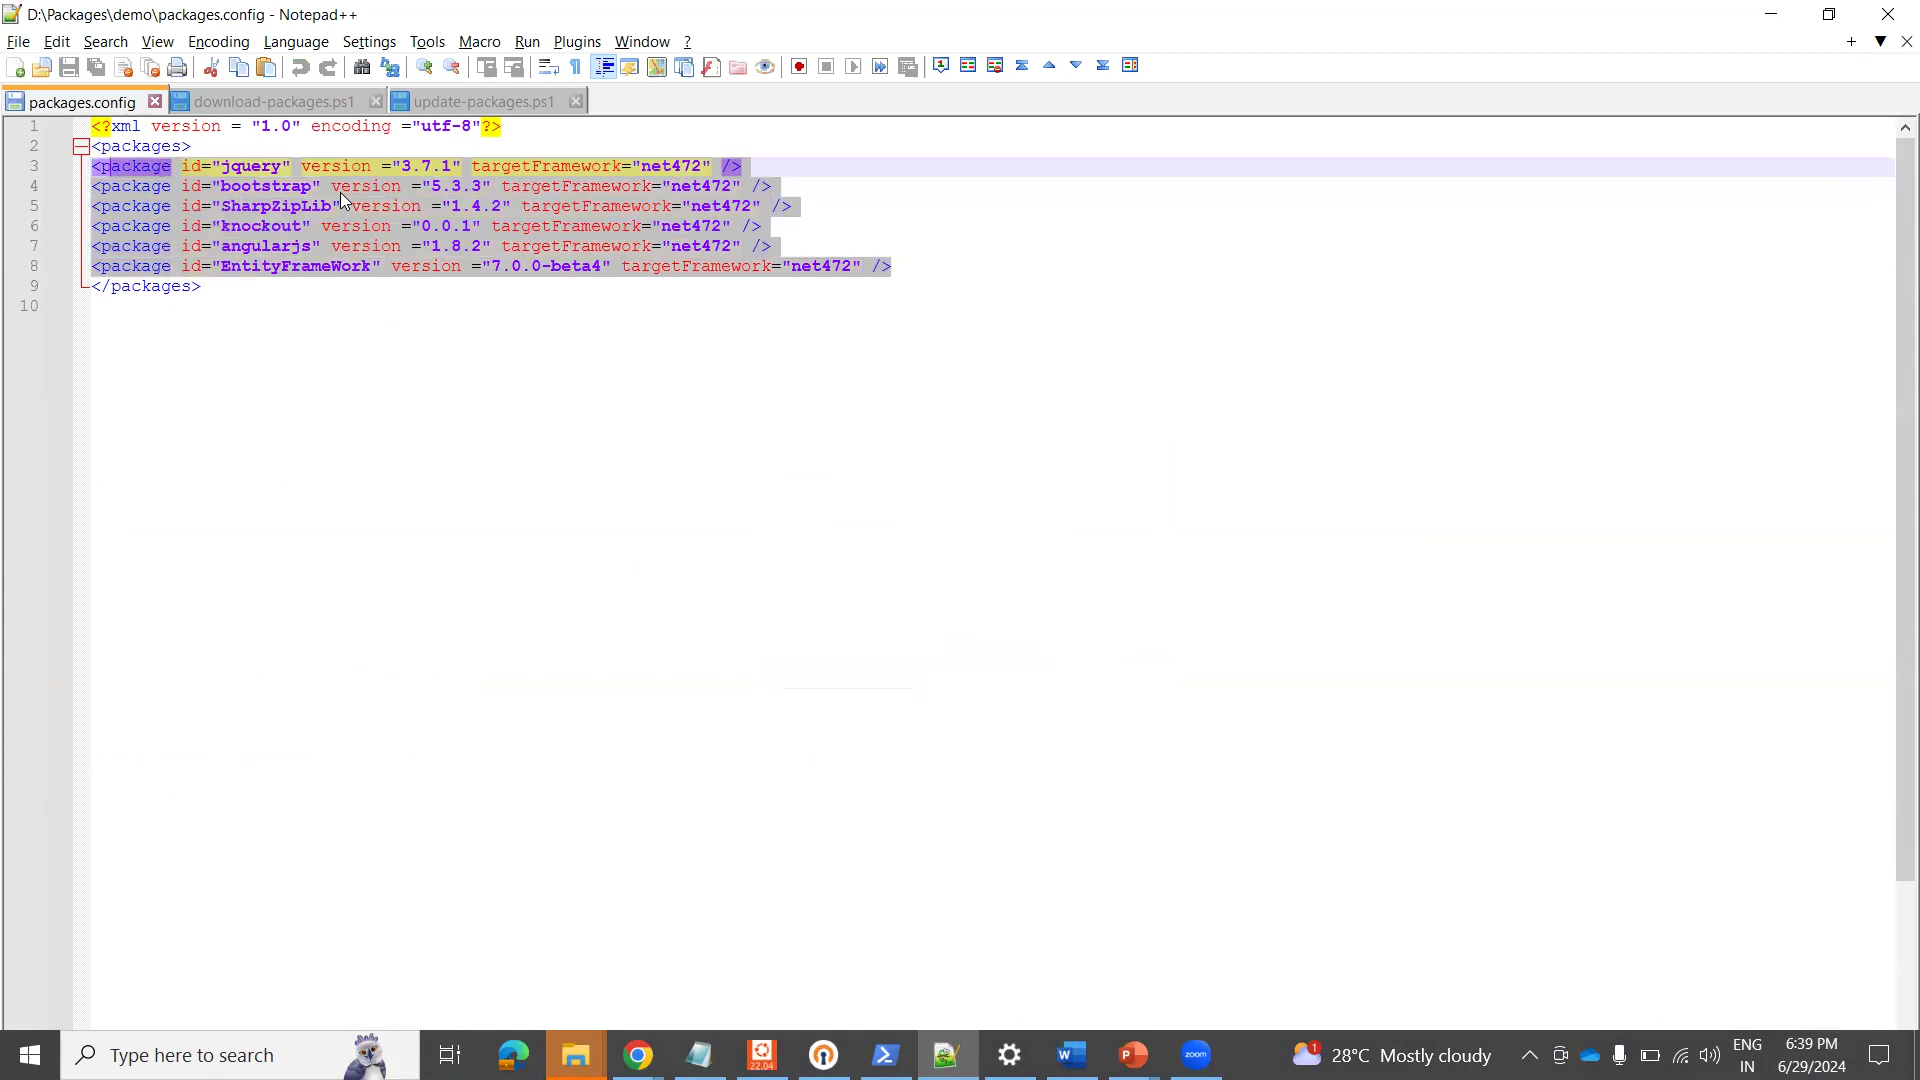 D:\Packages\demo\packages.config - Notepad++
File Edit Search View Encoding Language Settings Tools Macro Run Plugins Window ?
packages.config download-packages.ps1 update-packages.ps1
1 <?xml version = "1.0" encoding ="utf-8"?>
2 <packages>
3 <package id="jquery" version ="3.7.1" targetFramework="net472" />
4 <package id="bootstrap" version ="5.3.3" targetFramework="net472" />
5 <package id="SharpZipLib" version ="1.4.2" targetFramework="net472" />
6 <package id="knockout" version ="0.0.1" targetFramework="net472" />
7 <package id="angularjs" version ="1.8.2" targetFramework="net472" />
8 <package id="EntityFrameWork" version ="7.0.0-beta4" targetFramework="net472" />
9 </packages>
10
Type here to search 22.04 zoom 1 28°C Mostly cloudy ENG 6:39 PM
IN 6/29/2024